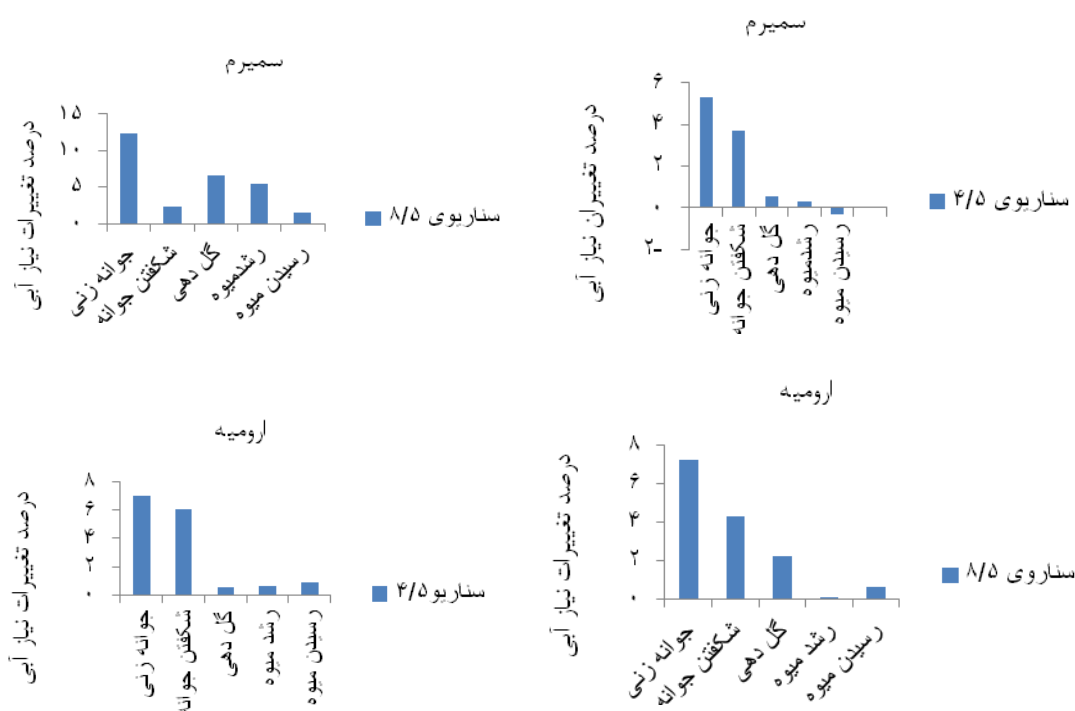 سمیرم
درصد تغییرات نیاز آبی
۱۵
۱۰
۵
۰
جوانه زنی
شکفتن جوانه
گل دهی
رشدمیوه
رسیدن میوه
سناریوی ۸/۵
سمیرم
درصد تغییران نیاز آبی
۶
۴
۲
۰
-۲
جوانه زنی
شکفتن جوانه
گل دهی
رشدمیوه
رسیدن میوه
سناریوی ۴/۵
ارومیه
درصد تغییرات نیاز آبی
۸
۶
۴
۲
۰
جوانه زنی
شکفتن جوانه
گل دهی
رشد میوه
رسیدن میوه
سناریو۴/۵
ارومیه
درصد تغییرات نیاز آبی
۸
۶
۴
۲
۰
جوانه زنی
شکفتن جوانه
گل دهی
رشد میوه
رسیدن میوه
سناروی ۸/۵